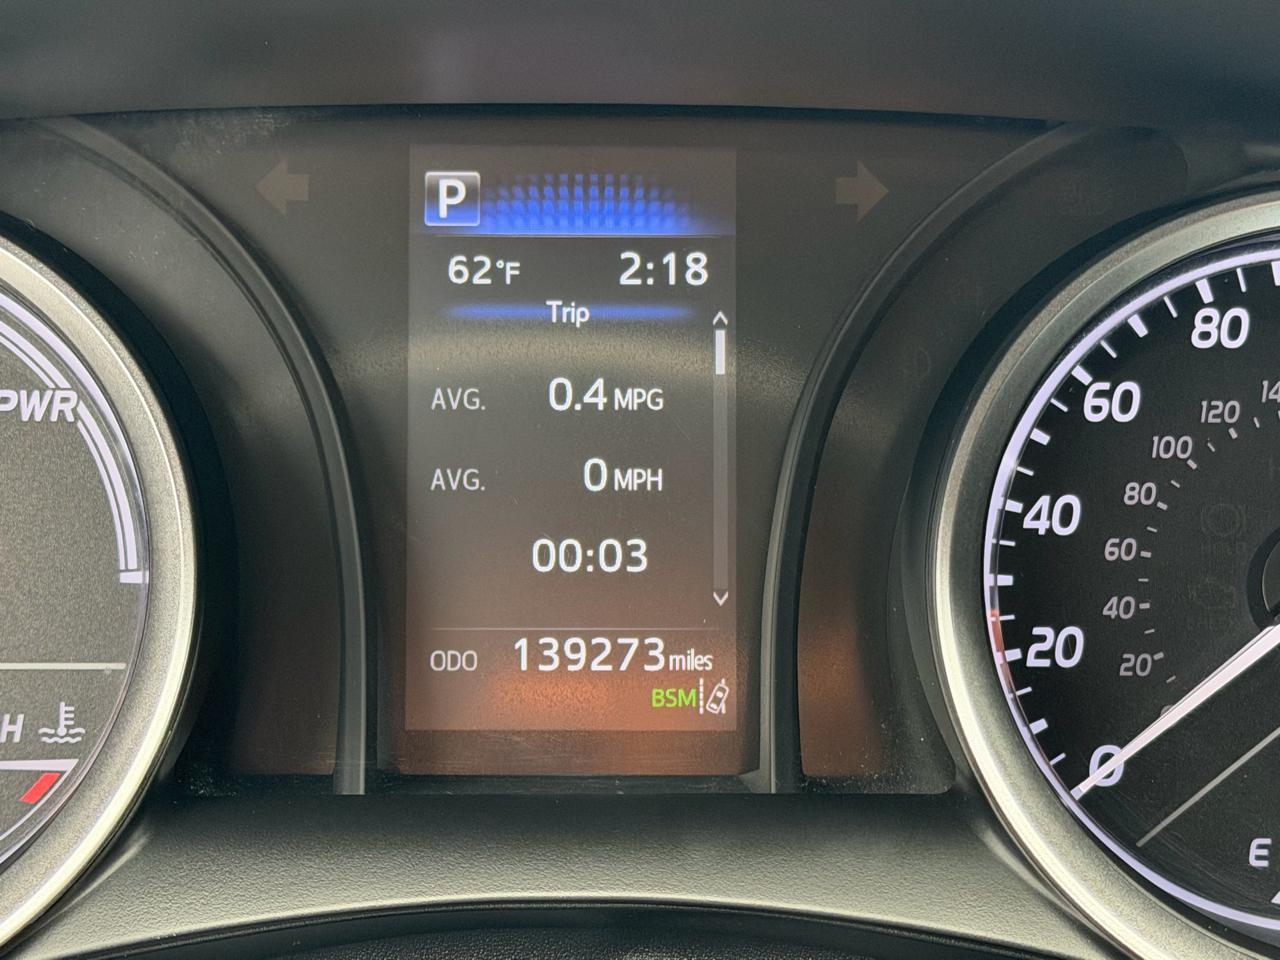 P
62°F 2:18
Trip
AVG. 0.4 MPG
AVG. 0 MPH
00:03
ODO 139273 miles
BSM
PWR
H
80
60
40
20
0
120
100
80
60
40
20
E